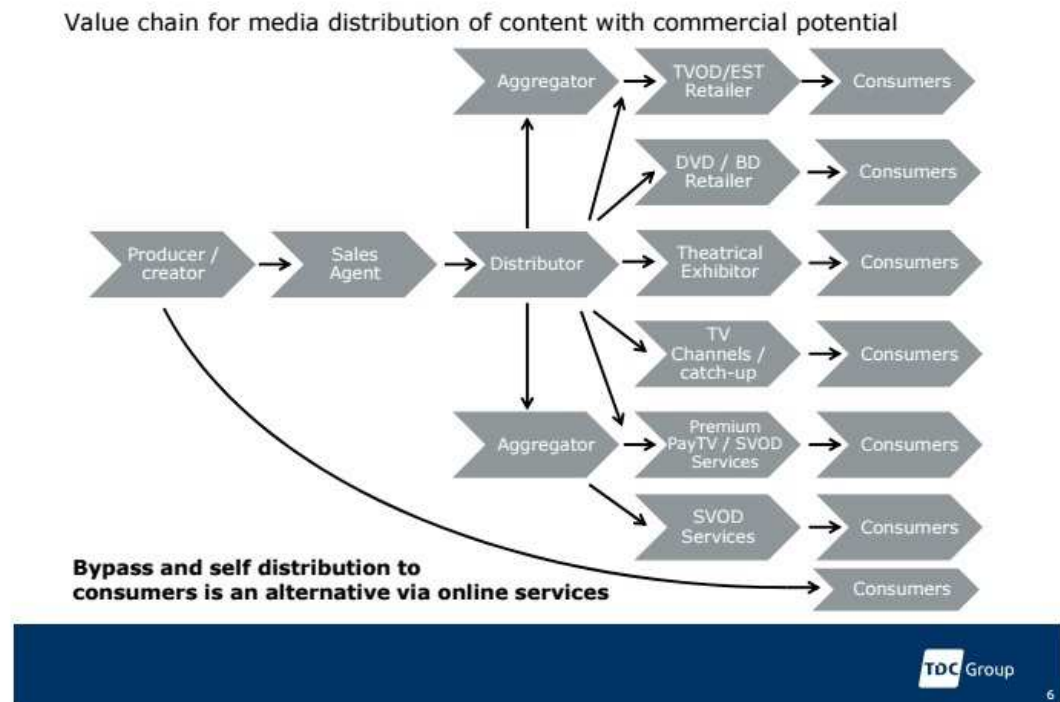 Value chain for media distribution of content with commercial potential
Aggregator
TVOD/EST
Retailer
Consumers
DVD / BD
Retailer
Consumers
Producer /
creator
Sales
Agent
Distributor
Theatrical
Exhibitor
Consumers
TV
Channels /
catch-up
Consumers
Aggregator
Premium
PayTV / SVOD
Services
Consumers
SVOD
Services
Consumers
Bypass and self distribution to
consumers is an alternative via online services
Consumers
TDC Group
6